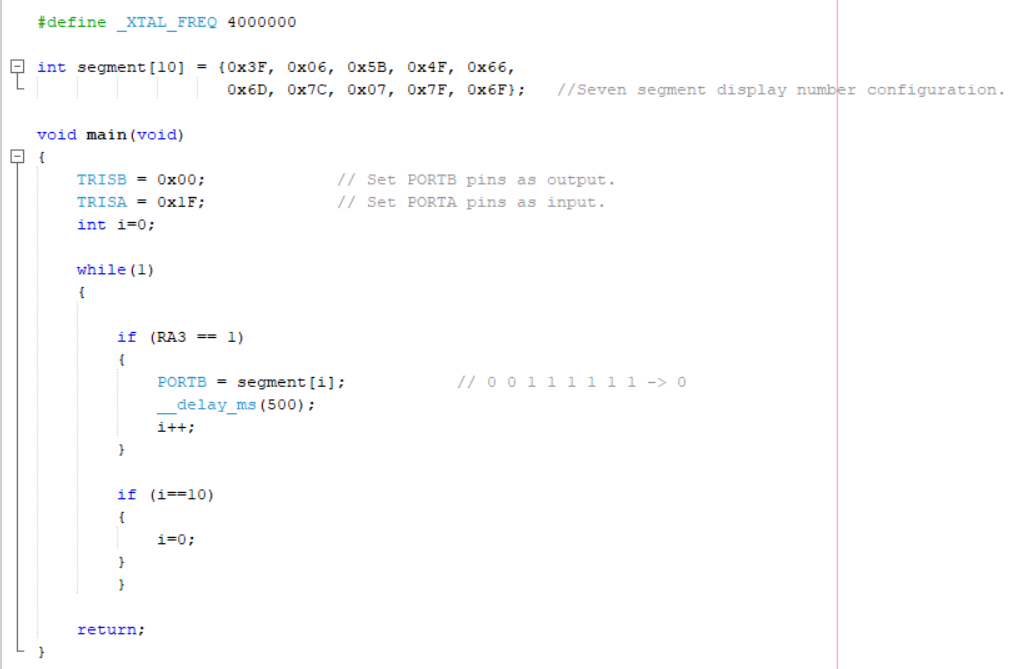 #define _XTAL_FREQ 4000000
int segment[10] = {0x3F, 0x06, 0x5B, 0x4F, 0x66,
0x6D, 0x7C, 0x07, 0x7F, 0x6F}; //Seven segment display number configuration.
void main(void)
{
TRISB = 0x00; // Set PORTB pins as output.
TRISA = 0x1F; // Set PORTA pins as input.
int i=0;
while(1)
{
if (RA3 == 1)
{
PORTB = segment[i]; // 0 0 1 1 1 1 1 1 -> 0
__delay_ms(500);
i++;
}
if (i==10)
{
i=0;
}
}
return;
}